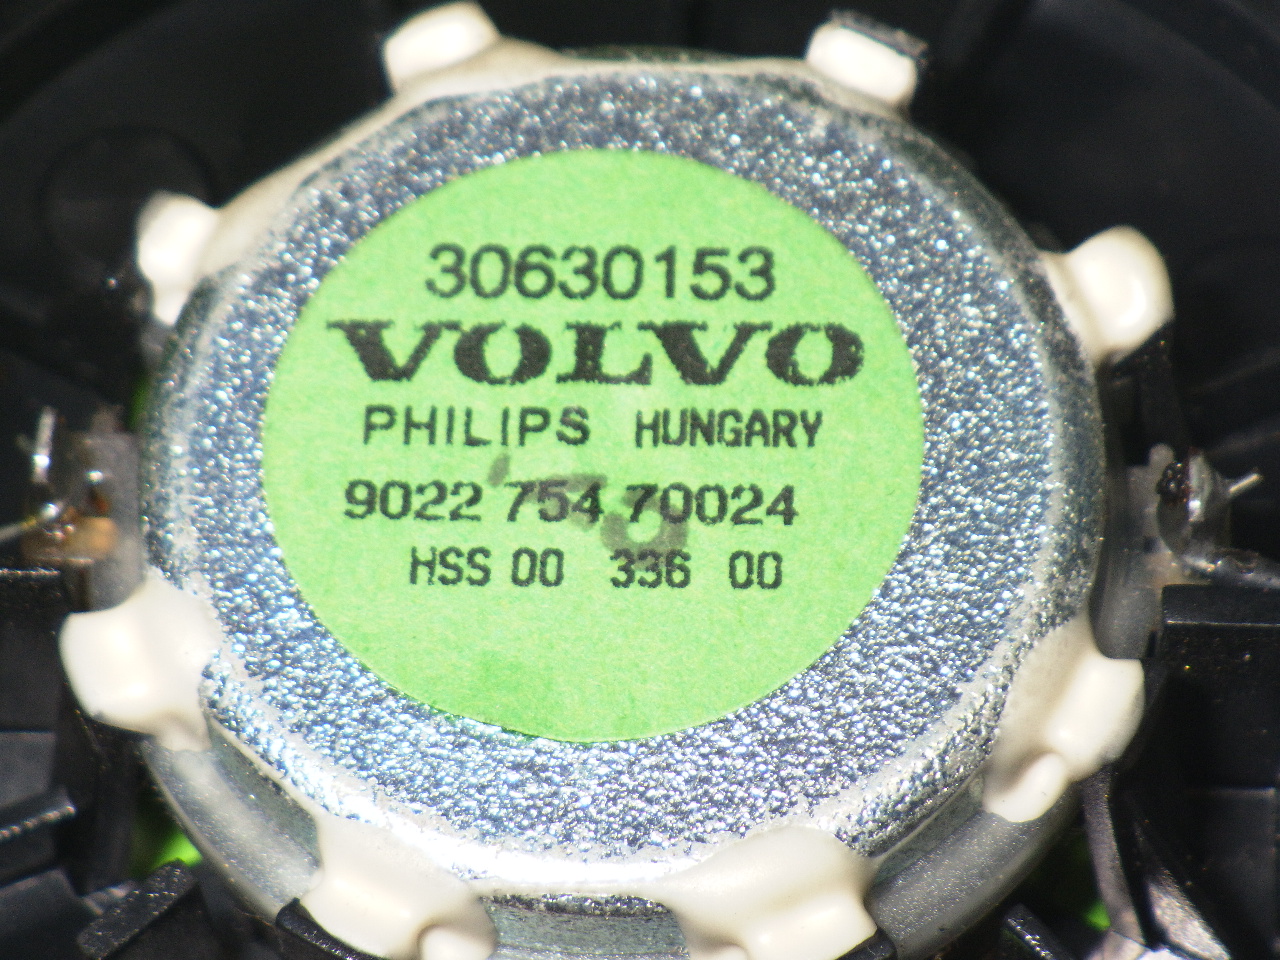 30630153
VOLVO
PHILIPS HUNGARY
9022 754 70024
HSS 00 336 00